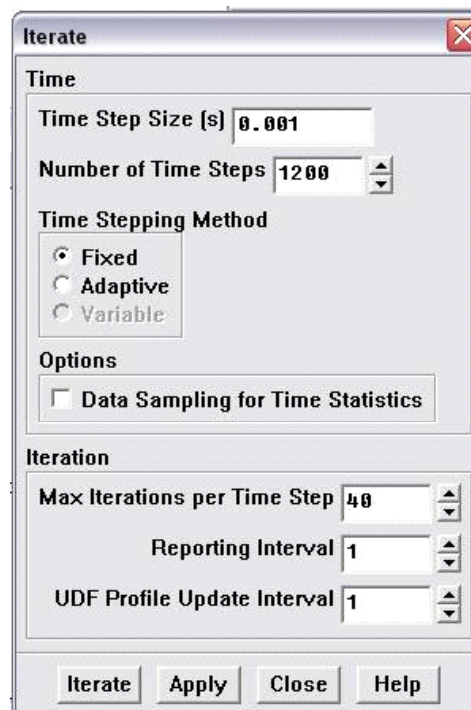 Iterate
Time
Time Step Size (s) 0.001
Number of Time Steps 1200
Time Stepping Method
Fixed
Adaptive
Variable
Options
Data Sampling for Time Statistics
Iteration
Max Iterations per Time Step 40
Reporting Interval 1
UDF Profile Update Interval 1
Iterate Apply Close Help